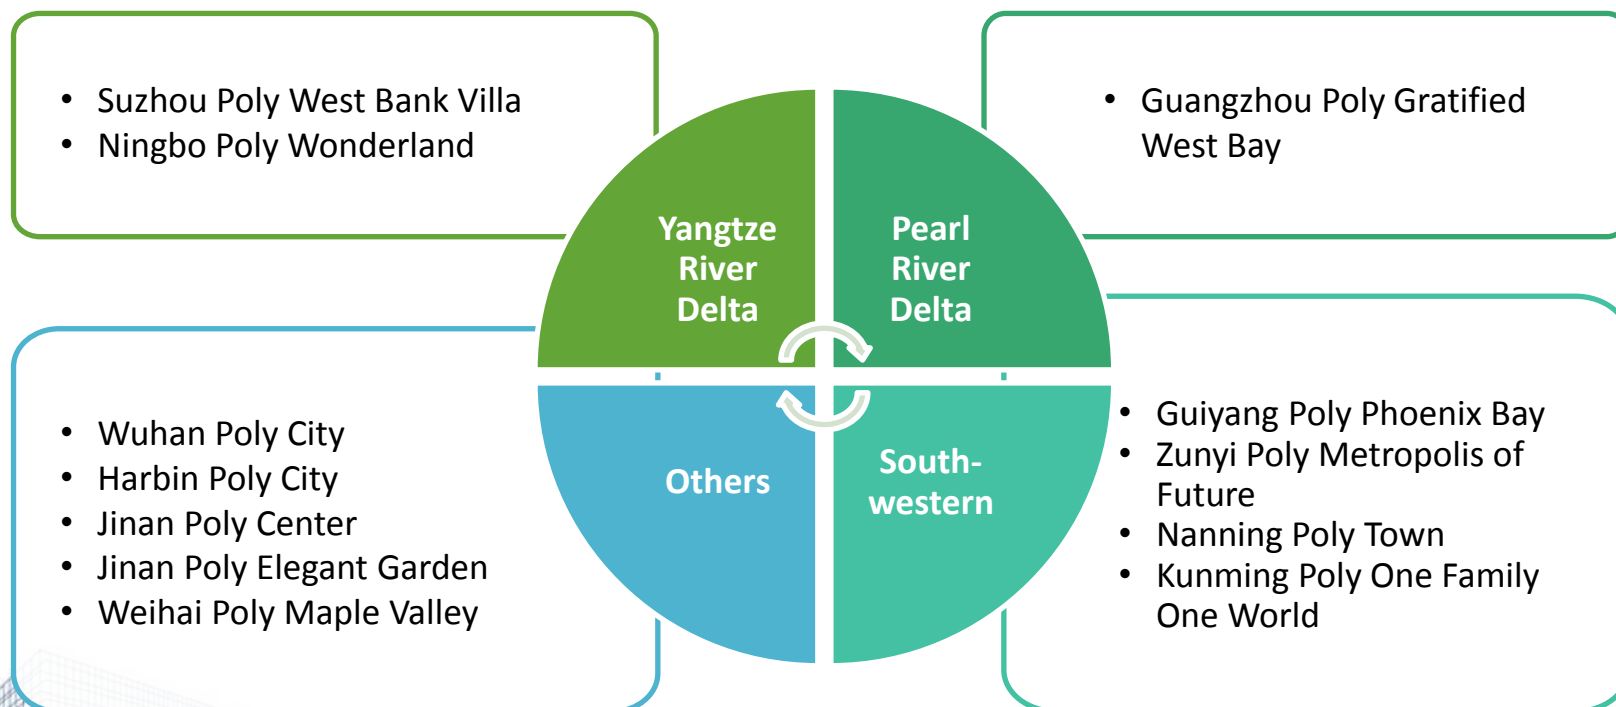 • Suzhou Poly West Bank Villa
• Ningbo Poly Wonderland
Yangtze
River
Delta
Pearl
River
Delta
• Guangzhou Poly Gratified
West Bay
• Wuhan Poly City
• Harbin Poly City
• Jinan Poly Center
• Jinan Poly Elegant Garden
• Weihai Poly Maple Valley
Others
South-
western
• Guiyang Poly Phoenix Bay
• Zunyi Poly Metropolis of
Future
• Nanning Poly Town
• Kunming Poly One Family
One World